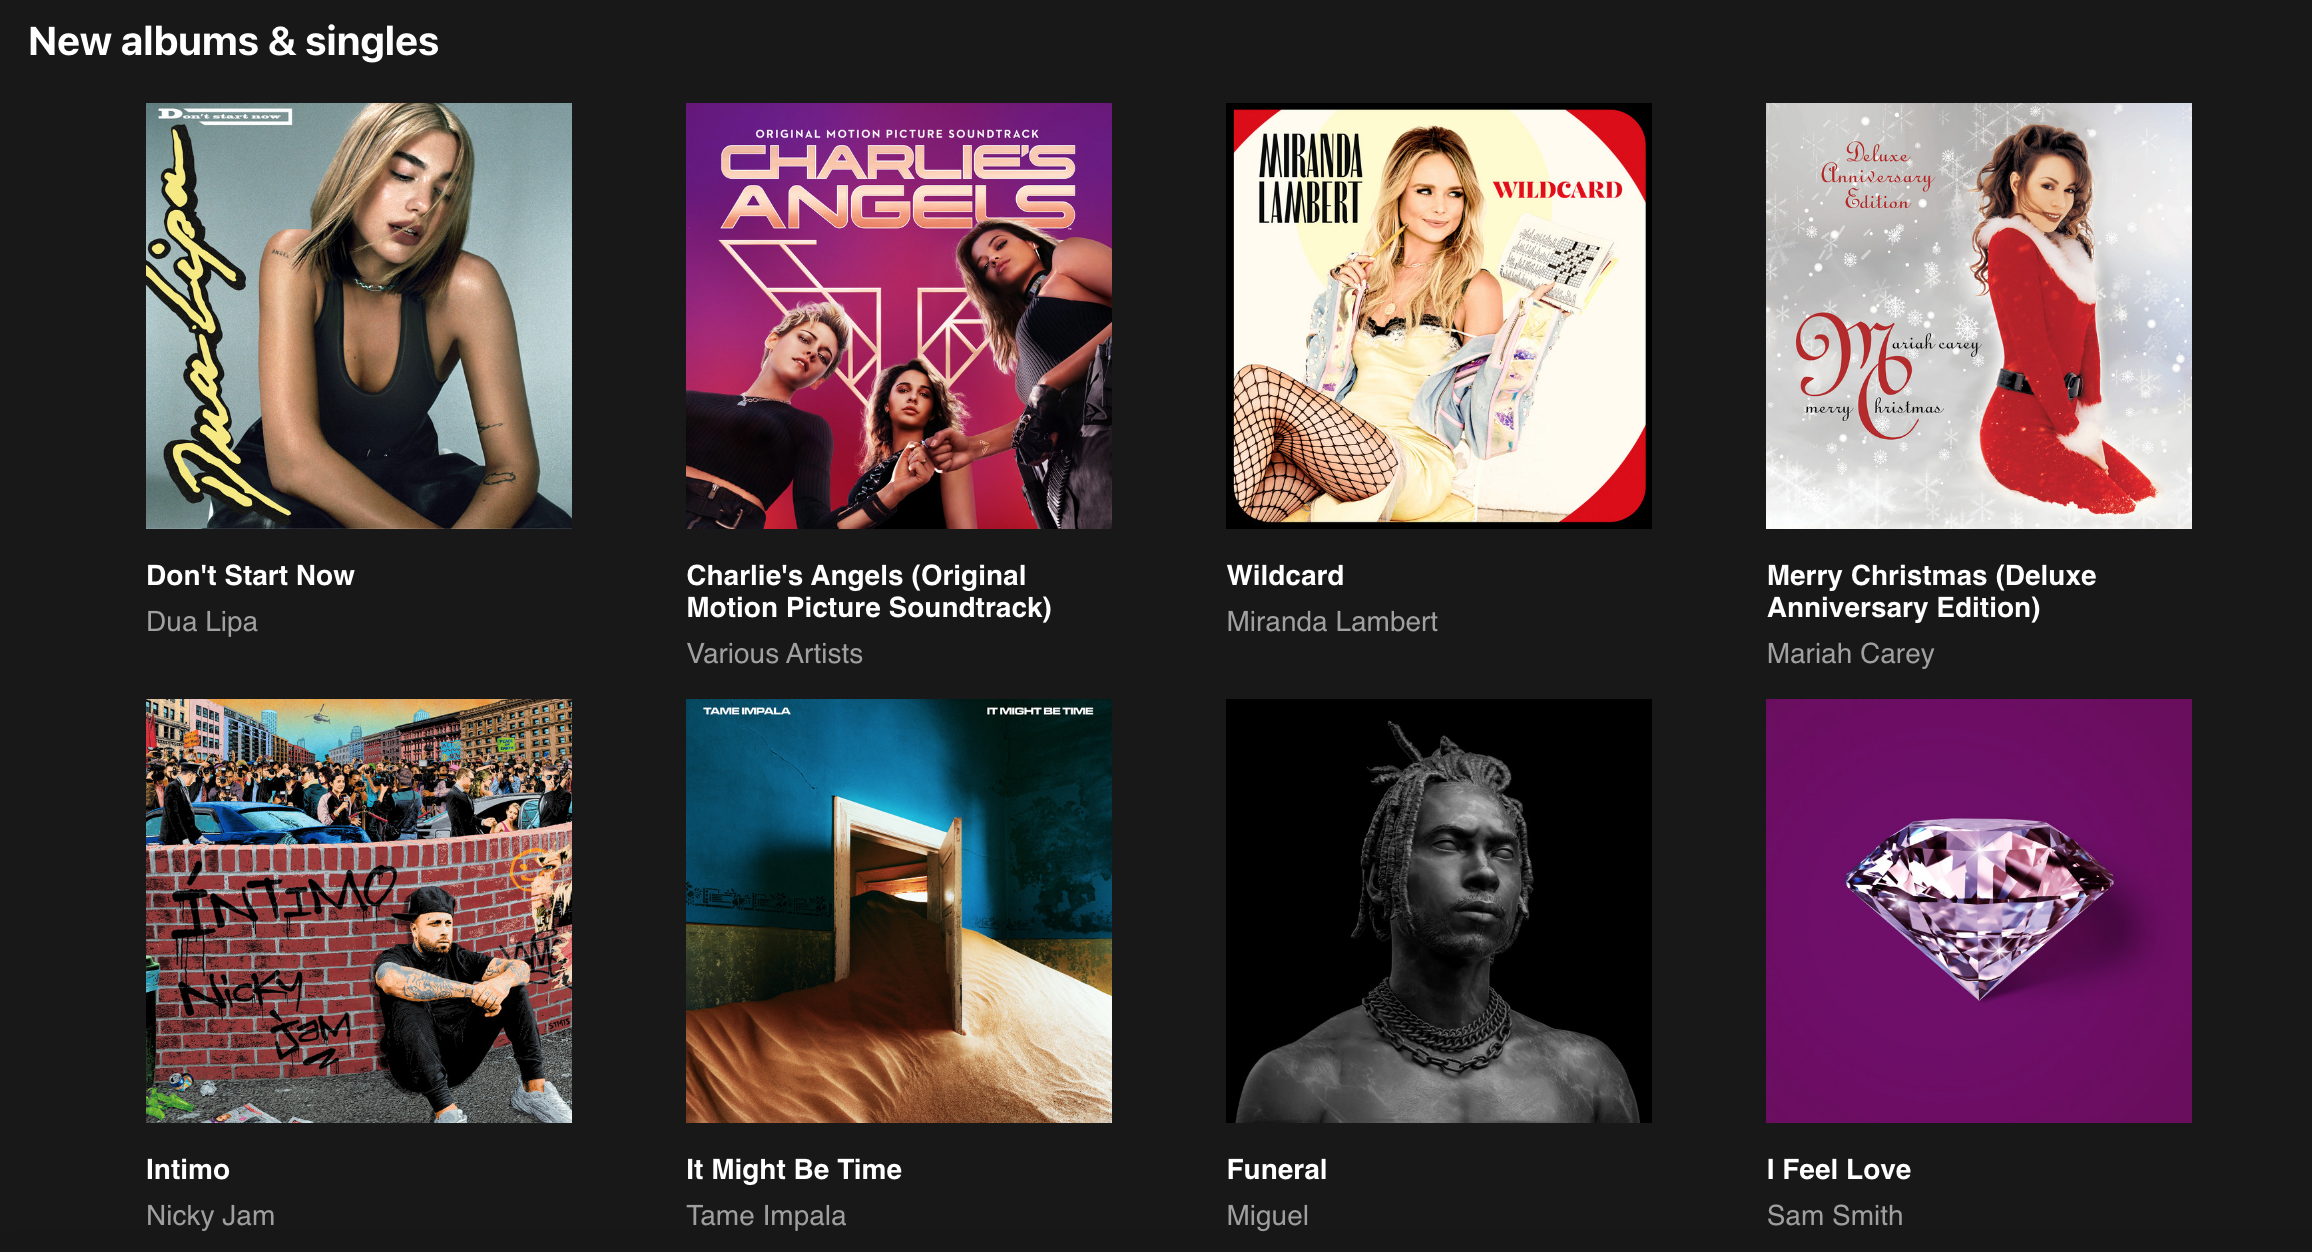 New albums & singles
Don't start now
Dua Lipa
ORIGINAL MOTION PICTURE SOUNDTRACK
CHARLIE'S
ANGELS
MIRANDA
LAMBERT
WILDCARD
Deluxe
Anniversary
Edition
Mariah carey
merry Christmas
Don't Start Now
Dua Lipa
Charlie's Angels (Original
Motion Picture Soundtrack)
Various Artists
Wildcard
Miranda Lambert
Merry Christmas (Deluxe
Anniversary Edition)
Mariah Carey
ÍNTIMO
Nicky
Jam
TAME IMPALA
IT MIGHT BE TIME
Intimo
Nicky Jam
It Might Be Time
Tame Impala
Funeral
Miguel
I Feel Love
Sam Smith